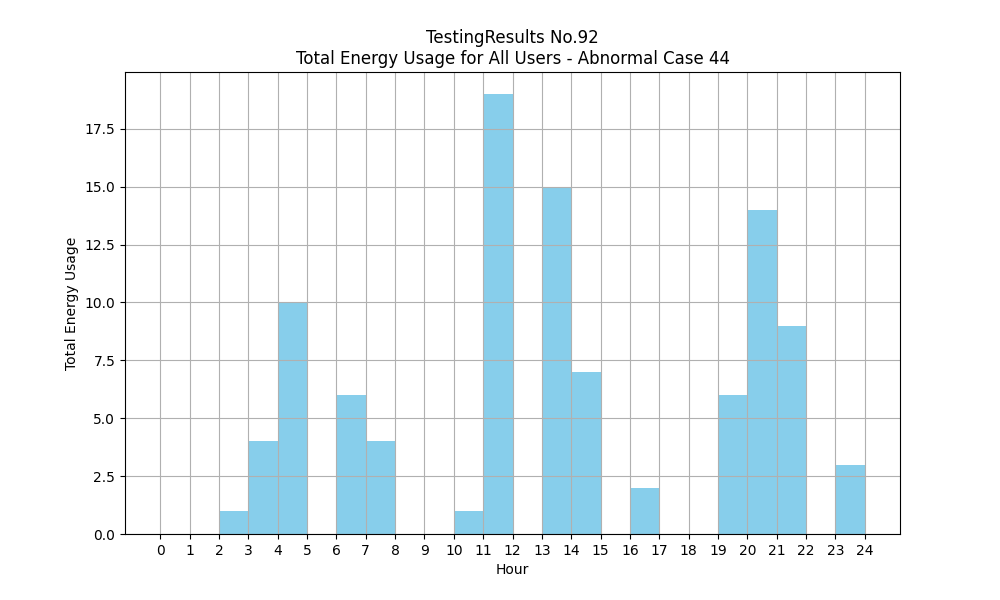 TestingResults No.92
Total Energy Usage for All Users - Abnormal Case 44
Total Energy Usage
17.5
15.0
12.5
10.0
7.5
5.0
2.5
0.0
0 1 2 3 4 5 6 7 8 9 10 11 12 13 14 15 16 17 18 19 20 21 22 23 24
Hour